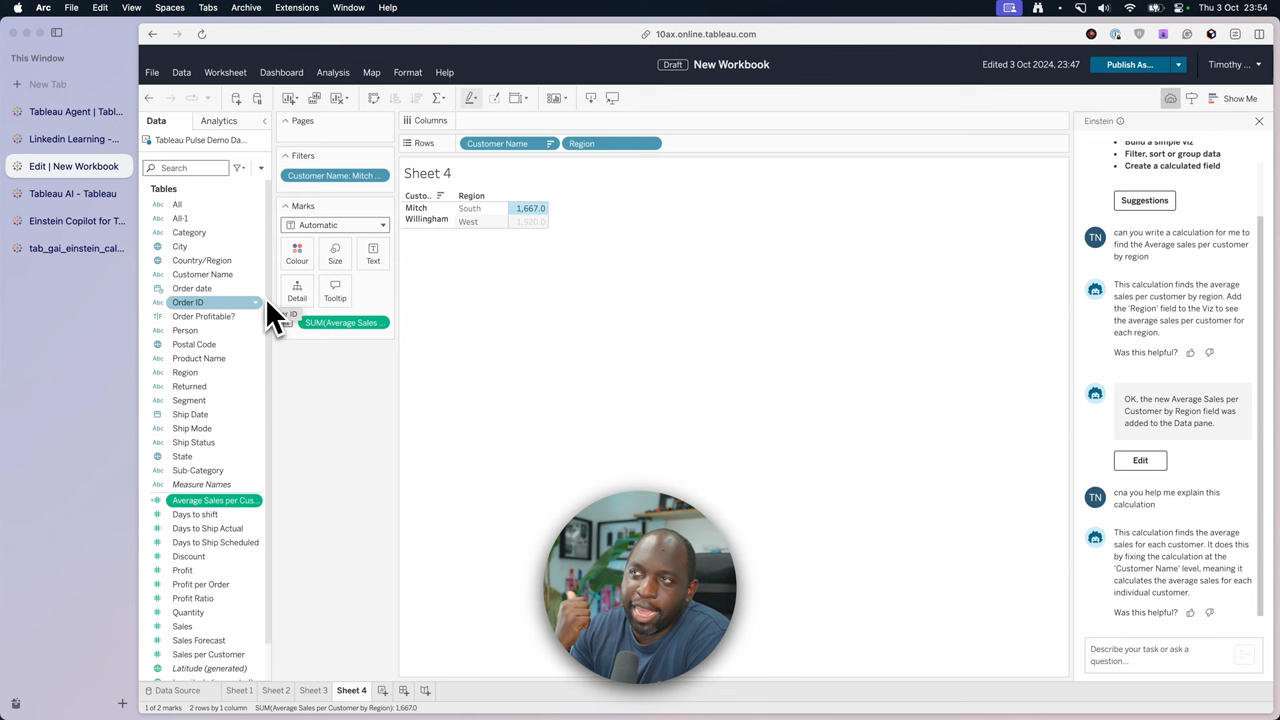 Arc File Edit View Spaces Tabs Archive Extensions Window Help Thu 3 Oct 23:54
This Window
New Tab
Tableau Agent | Tabl...
Linkedin Learning -...
Edit | New Workbook
Tableau AI - Tableau
Einstein Copilot for T...
tab_gai_einstein_cal...
10ax.online.tableau.com
Draft New Workbook
Edited 3 Oct 2024, 23:47
Publish As...
Timothy ...
File Data Worksheet Dashboard Analysis Map Format Help
Show Me
Data Analytics
Tableau Pulse Demo Da...
Search
Tables
All
All-1
Category
City
Country/Region
Customer Name
Order date
Order ID
Order Profitable?
Person
Postal Code
Product Name
Region
Returned
Segment
Ship Date
Ship Mode
Ship Status
State
Sub-Category
Measure Names
Average Sales per Cus...
Days to shift
Days to Ship Actual
Days to Ship Scheduled
Discount
Profit
Profit per Order
Profit Ratio
Quantity
Sales
Sales Forecast
Sales per Customer
Latitude (generated)
Pages
Filters
Customer Name: Mitch ...
Marks
Automatic
Colour Size Text
Detail Tooltip
SUM(Average Sales ...
Columns
Rows Customer Name Region
Sheet 4
Custo.. Region
Mitch Willingham South 1,667.0
West 1,920.0
Einstein
Build a simple viz
Filter, sort or group data
Create a calculated field
Suggestions
TN
can you write a calculation for me to
find the Average sales per customer
by region
This calculation finds the average
sales per customer by region. Add
the 'Region' field to the Viz to see
the average sales per customer for
each region.
Was this helpful?
OK, the new Average Sales per
Customer by Region field was
added to the Data pane.
Edit
TN
cna you help me explain this
calculation
This calculation finds the average
sales for each customer. It does this
by fixing the calculation at the
'Customer Name' level, meaning it
calculates the average sales for each
individual customer.
Was this helpful?
Describe your task or ask a
question...
Data Source Sheet 1 Sheet 2 Sheet 3 Sheet 4
1 of 2 marks 2 rows by 1 column SUM(Average Sales per Customer by Region): 1,667.0